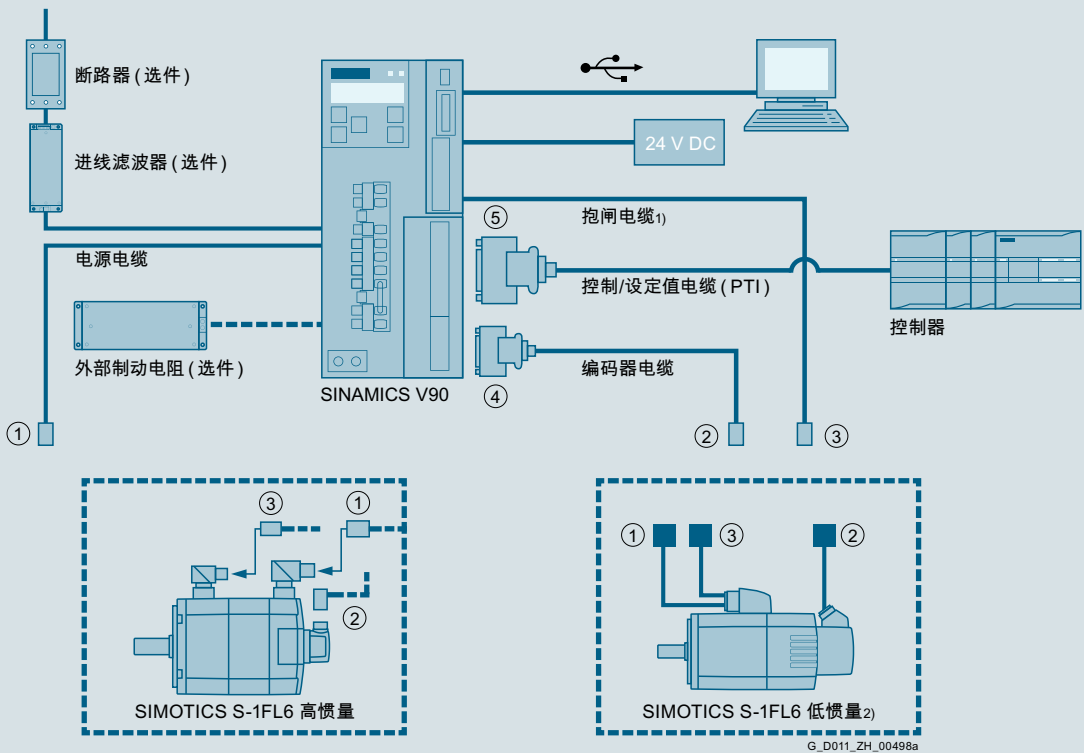 断路器(选件)
进线滤波器(选件)
24 V DC
⑤
抱闸电缆1)
电源电缆
控制/设定值电缆(PTI)
控制器
外部制动电阻(选件)
编码器电缆
SINAMICS V90
④
①
②
③
③
①
②
SIMOTICS S-1FL6 高惯量
①
③
②
SIMOTICS S-1FL6 低惯量2)
G_D011_ZH_00498a